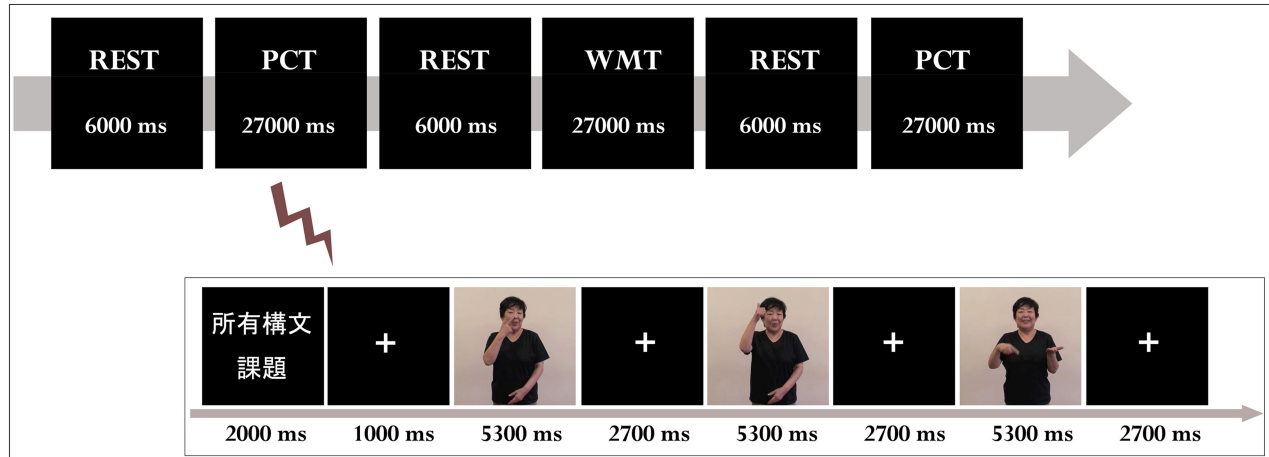 REST
6000 ms
PCT
27000 ms
REST
6000 ms
WMT
27000 ms
REST
6000 ms
PCT
27000 ms
所有構文
課題
+
+
+
+
2000 ms
1000 ms
5300 ms
2700 ms
5300 ms
2700 ms
5300 ms
2700 ms